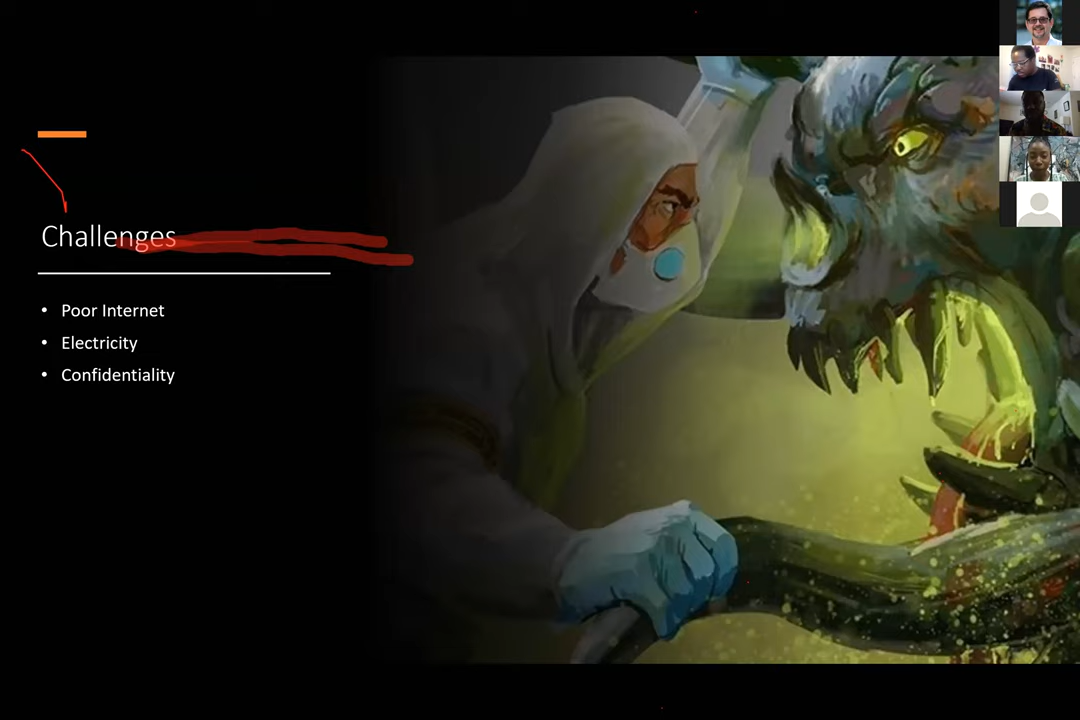 Challenges
• Poor Internet
• Electricity
• Confidentiality